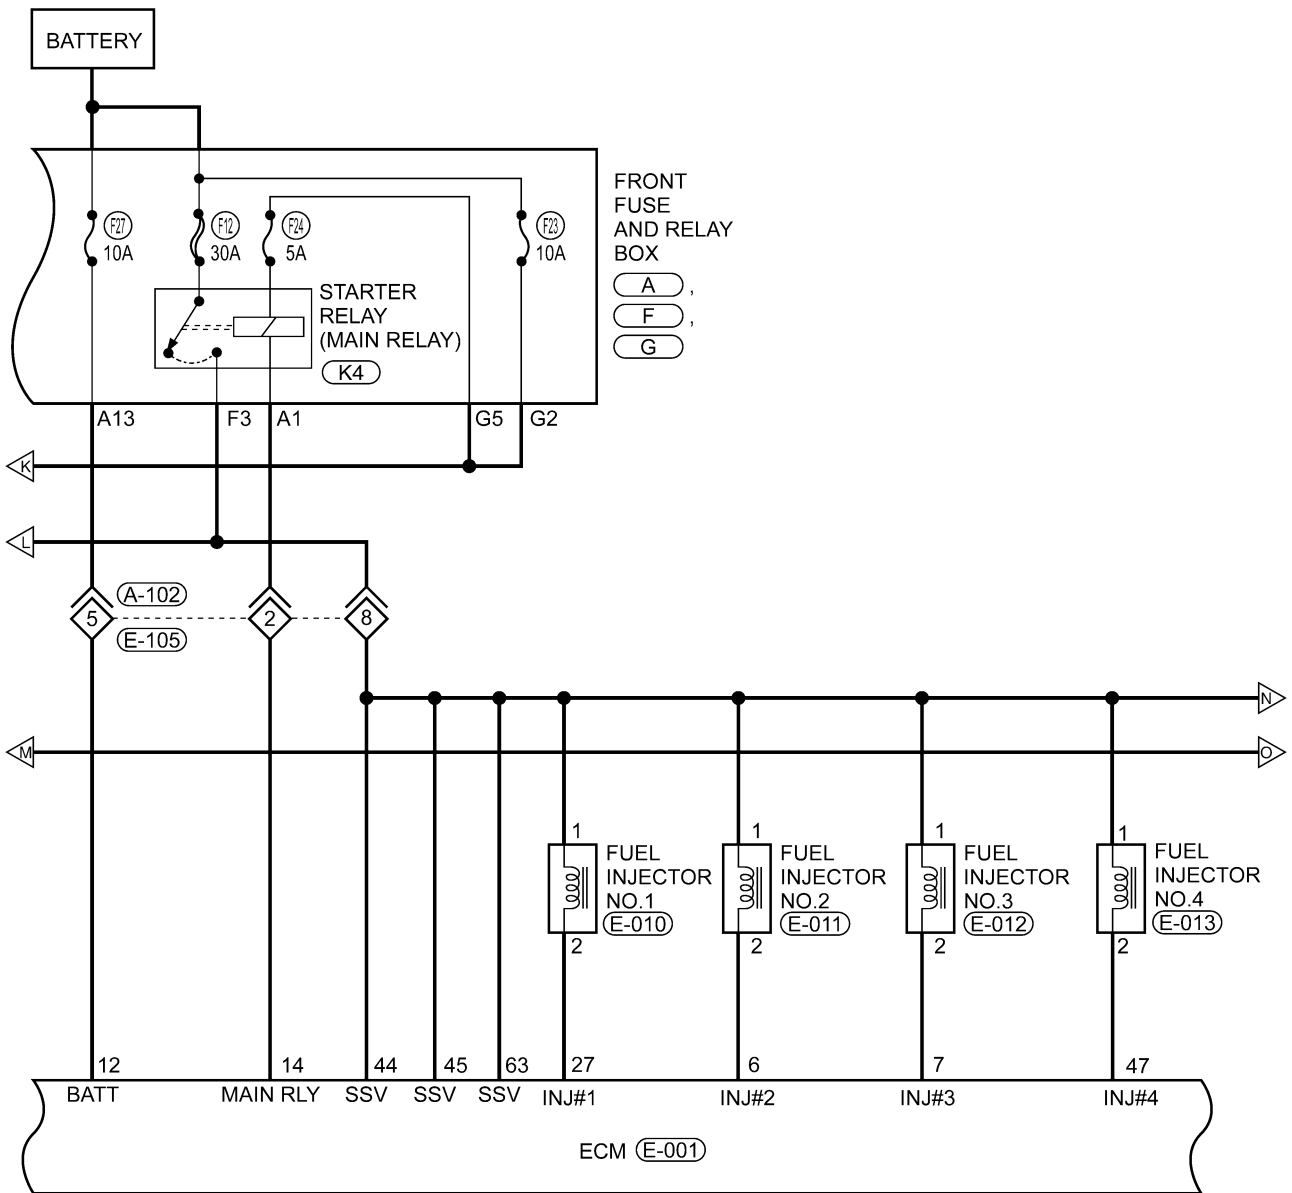 BATTERY
FRONT
FUSE
AND RELAY
BOX
A ,
F ,
G
F27
10A
F12
30A
F24
5A
F23
10A
STARTER
RELAY
(MAIN RELAY)
K4
A13
F3
A1
G5
G2
K
L
A-102
5
2
8
E-105
N
M
O
1
FUEL
INJECTOR
NO.1
E-010
2
1
FUEL
INJECTOR
NO.2
E-011
2
1
FUEL
INJECTOR
NO.3
E-012
2
1
FUEL
INJECTOR
NO.4
E-013
2
12
14
44
45
63
27
6
7
47
BATT
MAIN RLY
SSV
SSV
SSV
INJ#1
INJ#2
INJ#3
INJ#4
ECM E-001